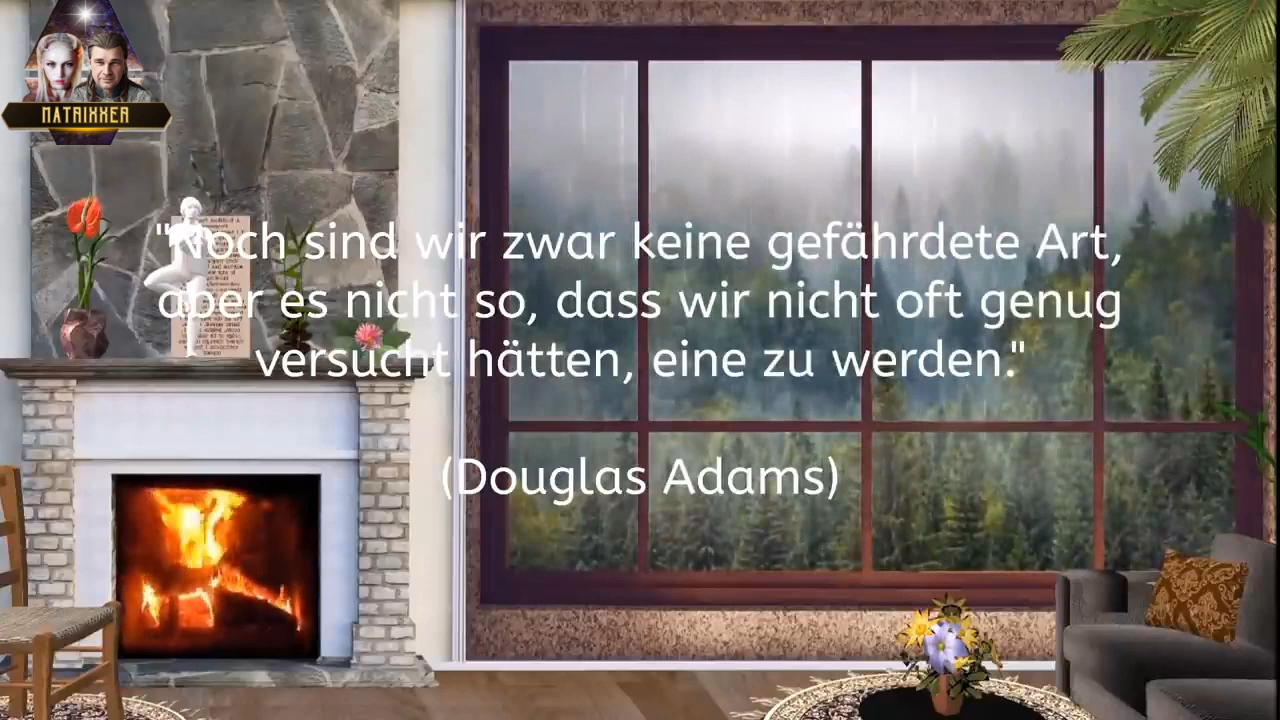 MATRIXXER
"Noch sind wir zwar keine gefährdete Art,
aber es nicht so, dass wir nicht oft genug
versucht hätten, eine zu werden."
(Douglas Adams)